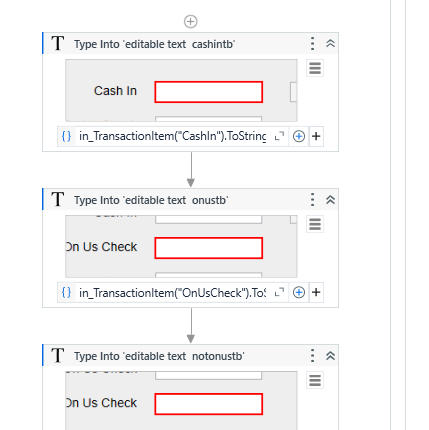 T Type Into 'editable text cashintb'
Cash In
{} in_TransactionItem("CashIn").ToString
T Type Into 'editable text onustb'
On Us Check
{} in_TransactionItem("OnUsCheck").ToS
T Type Into 'editable text notonustb'
On Us Check